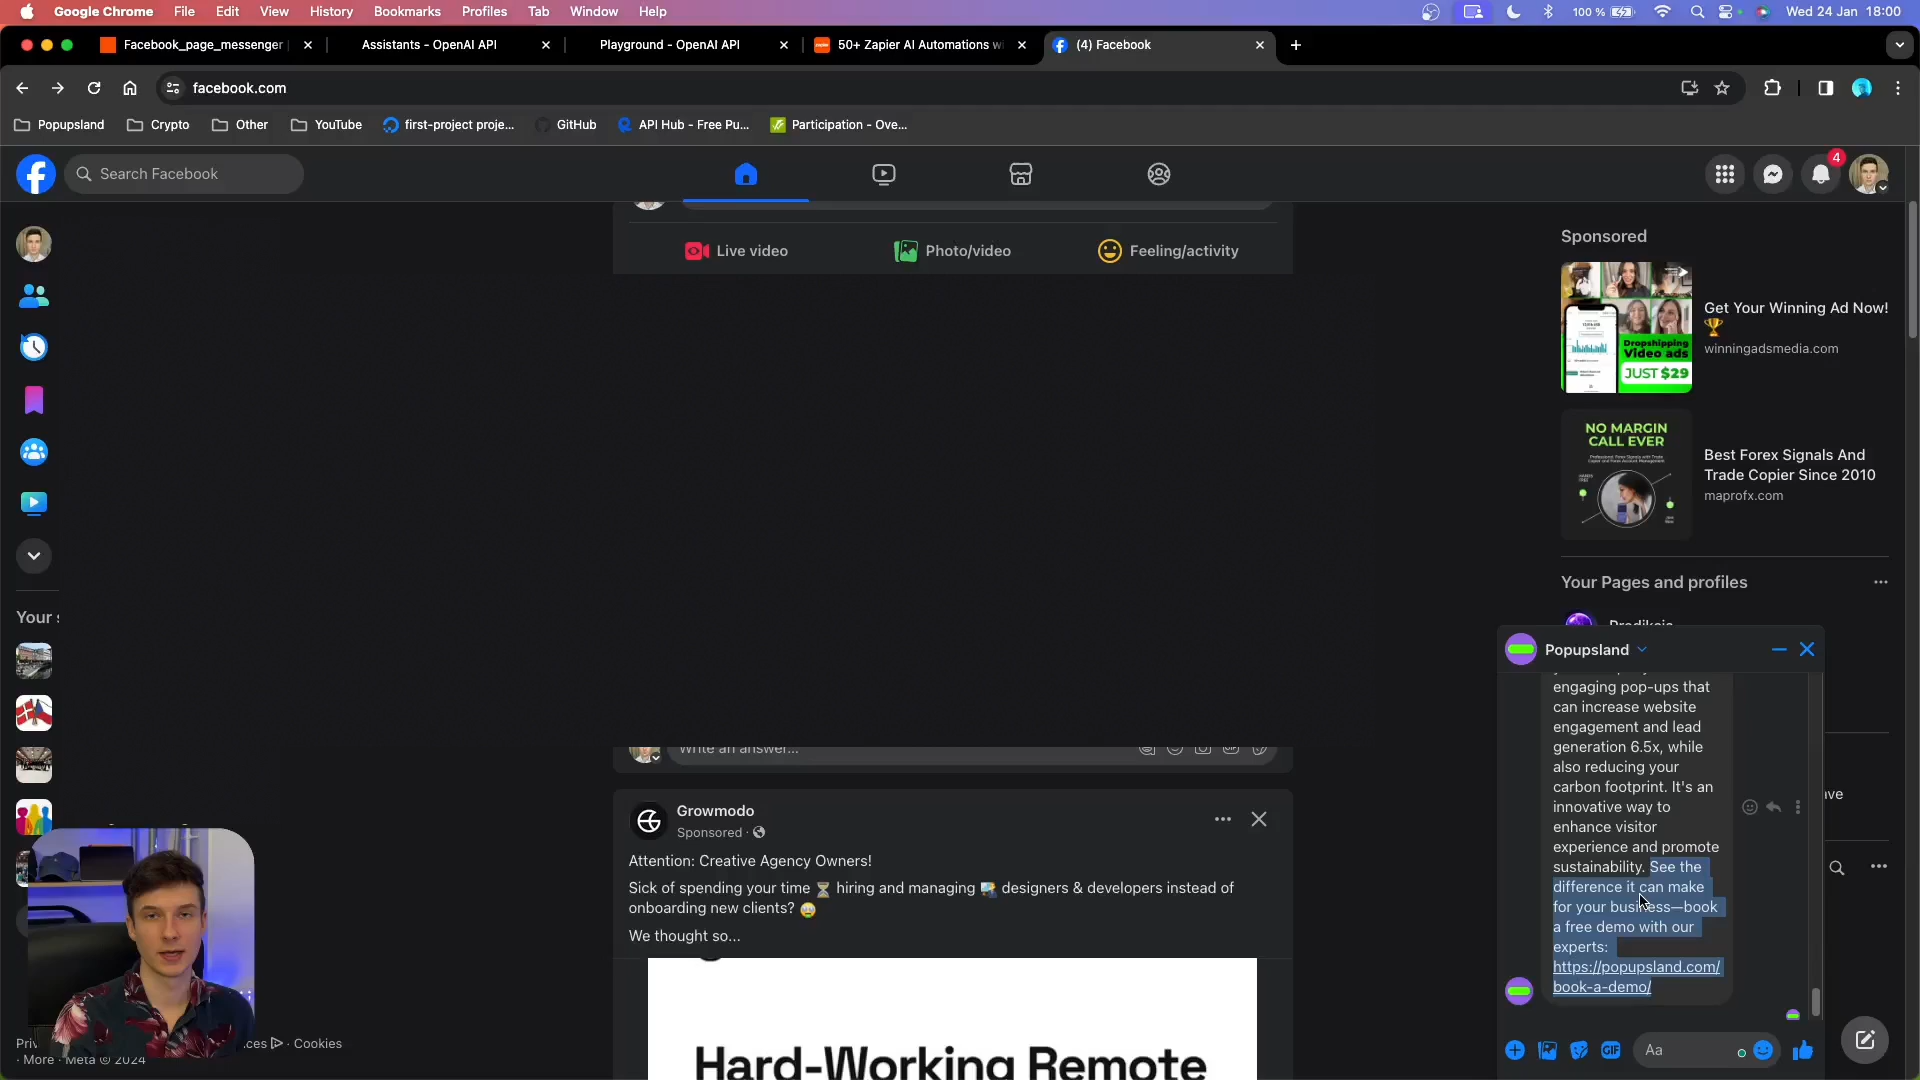 Google Chrome File Edit View History Bookmarks Profiles Tab Window Help
100 % Wed 24 Jan 18:00
Facebook_page_messenger
Assistants - OpenAI API
Playground - OpenAI API
50+ Zapier AI Automations w
(4) Facebook
facebook.com
Popupsland
Crypto
Other
YouTube
first-project proje...
GitHub
API Hub - Free Pu...
Participation - Ove...
Search Facebook
4
Live video
Photo/video
Feeling/activity
Sponsored
Get Your Winning Ad Now!
winningadsmedia.com
Dropshipping
Video ads
JUST $29
NO MARGIN
CALL EVER
Best Forex Signals And
Trade Copier Since 2010
maprofx.com
Your Pages and profiles
Your
Write an answer...
Growmodo
Sponsored ·
Attention: Creative Agency Owners!
Sick of spending your time ⏳ hiring and managing designers & developers instead of
onboarding new clients?
We thought so...
Hard-Working Remote
Popupsland
engaging pop-ups that
can increase website
engagement and lead
generation 6.5x, while
also reducing your
carbon footprint. It's an
innovative way to
enhance visitor
experience and promote
sustainability. See the
difference it can make
for your business—book
a free demo with our
experts:
https://popupsland.com/
book-a-demo/
Aa
GIF
· Cookies
· More · Meta © 2024